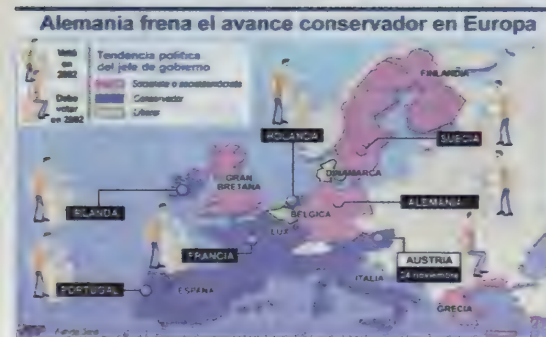 Alemania frena el avance conservador en Europa
Votó
en
2002
Debe
votar
en 2002
Tendencia política
del jefe de gobierno
Socialista o socialdemócrata
Conservador
Liberal
FINLANDIA
HOLANDA
SUECIA
GRAN
BRETAÑA
DINAMARCA
IRLANDA
BELGICA
ALEMANIA
LUX
FRANCIA
AUSTRIA
24 noviembre
PORTUGAL
ESPAÑA
ITALIA
GRECIA